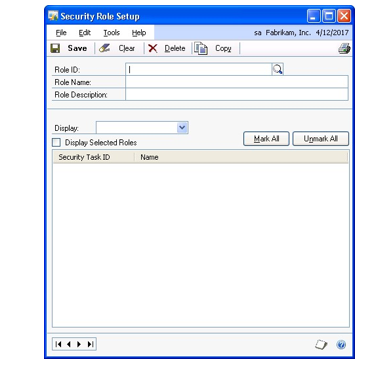 Security Role Setup
File Edit Tools Help sa Fabrikam, Inc. 4/12/2017
Save Clear Delete Copy
Role ID:
Role Name:
Role Description:
Display:
Display Selected Roles
Mark All Unmark All
Security Task ID Name